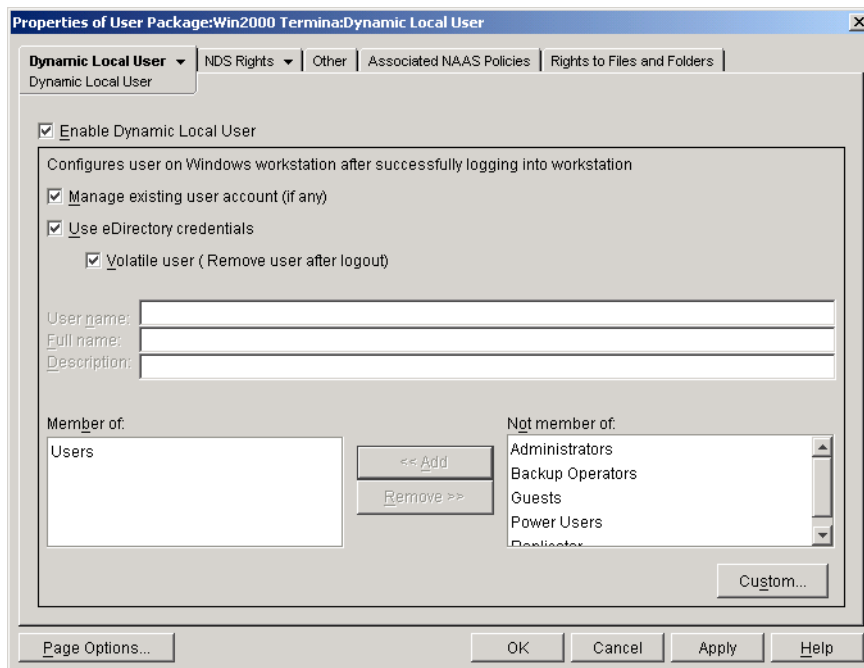 Properties of User Package:Win2000 Termina:Dynamic Local User
Dynamic Local User
NDS Rights
Other
Associated NAAS Policies
Rights to Files and Folders
Dynamic Local User
Enable Dynamic Local User
Configures user on Windows workstation after successfully logging into workstation
Manage existing user account (if any)
Use eDirectory credentials
Volatile user ( Remove user after logout)
User name:
Full name:
Description:
Member of:
Users
<< Add
Remove >>
Not member of:
Administrators
Backup Operators
Guests
Power Users
Replicator
Custom...
Page Options...
OK
Cancel
Apply
Help